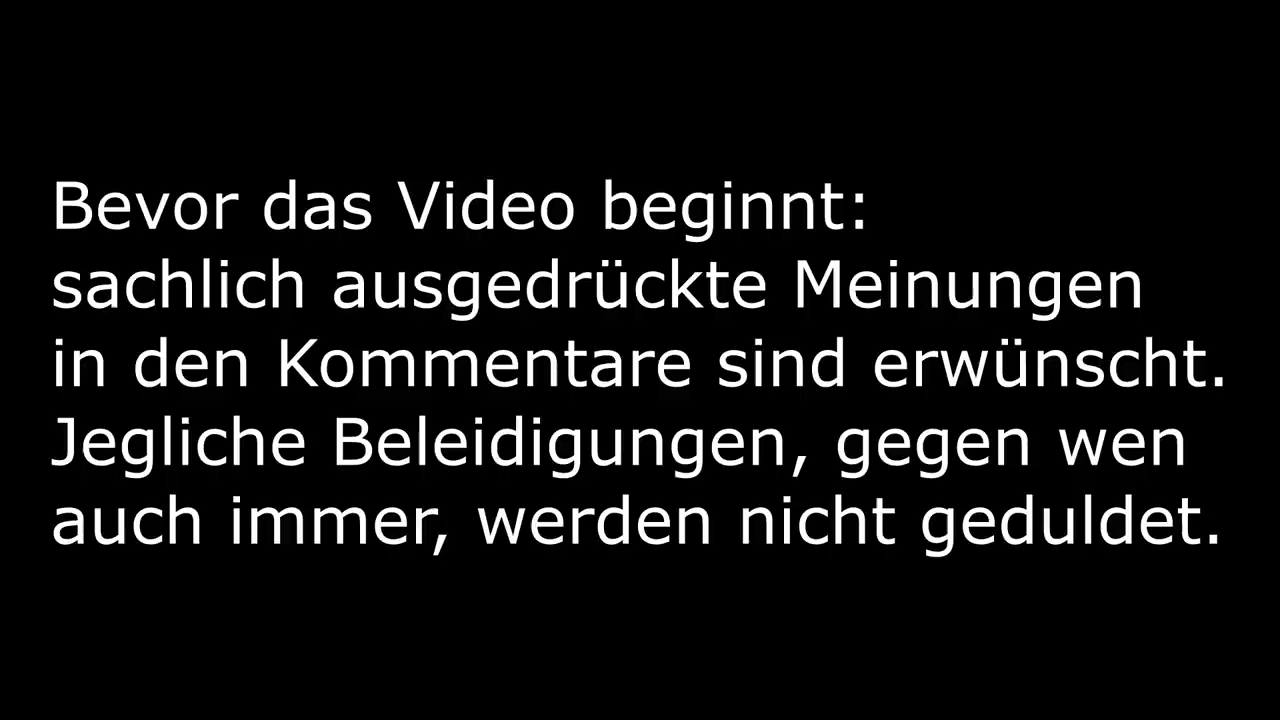 Bevor das Video beginnt:
sachlich ausgedrückte Meinungen
in den Kommentare sind erwünscht.
Jegliche Beleidigungen, gegen wen
auch immer, werden nicht geduldet.